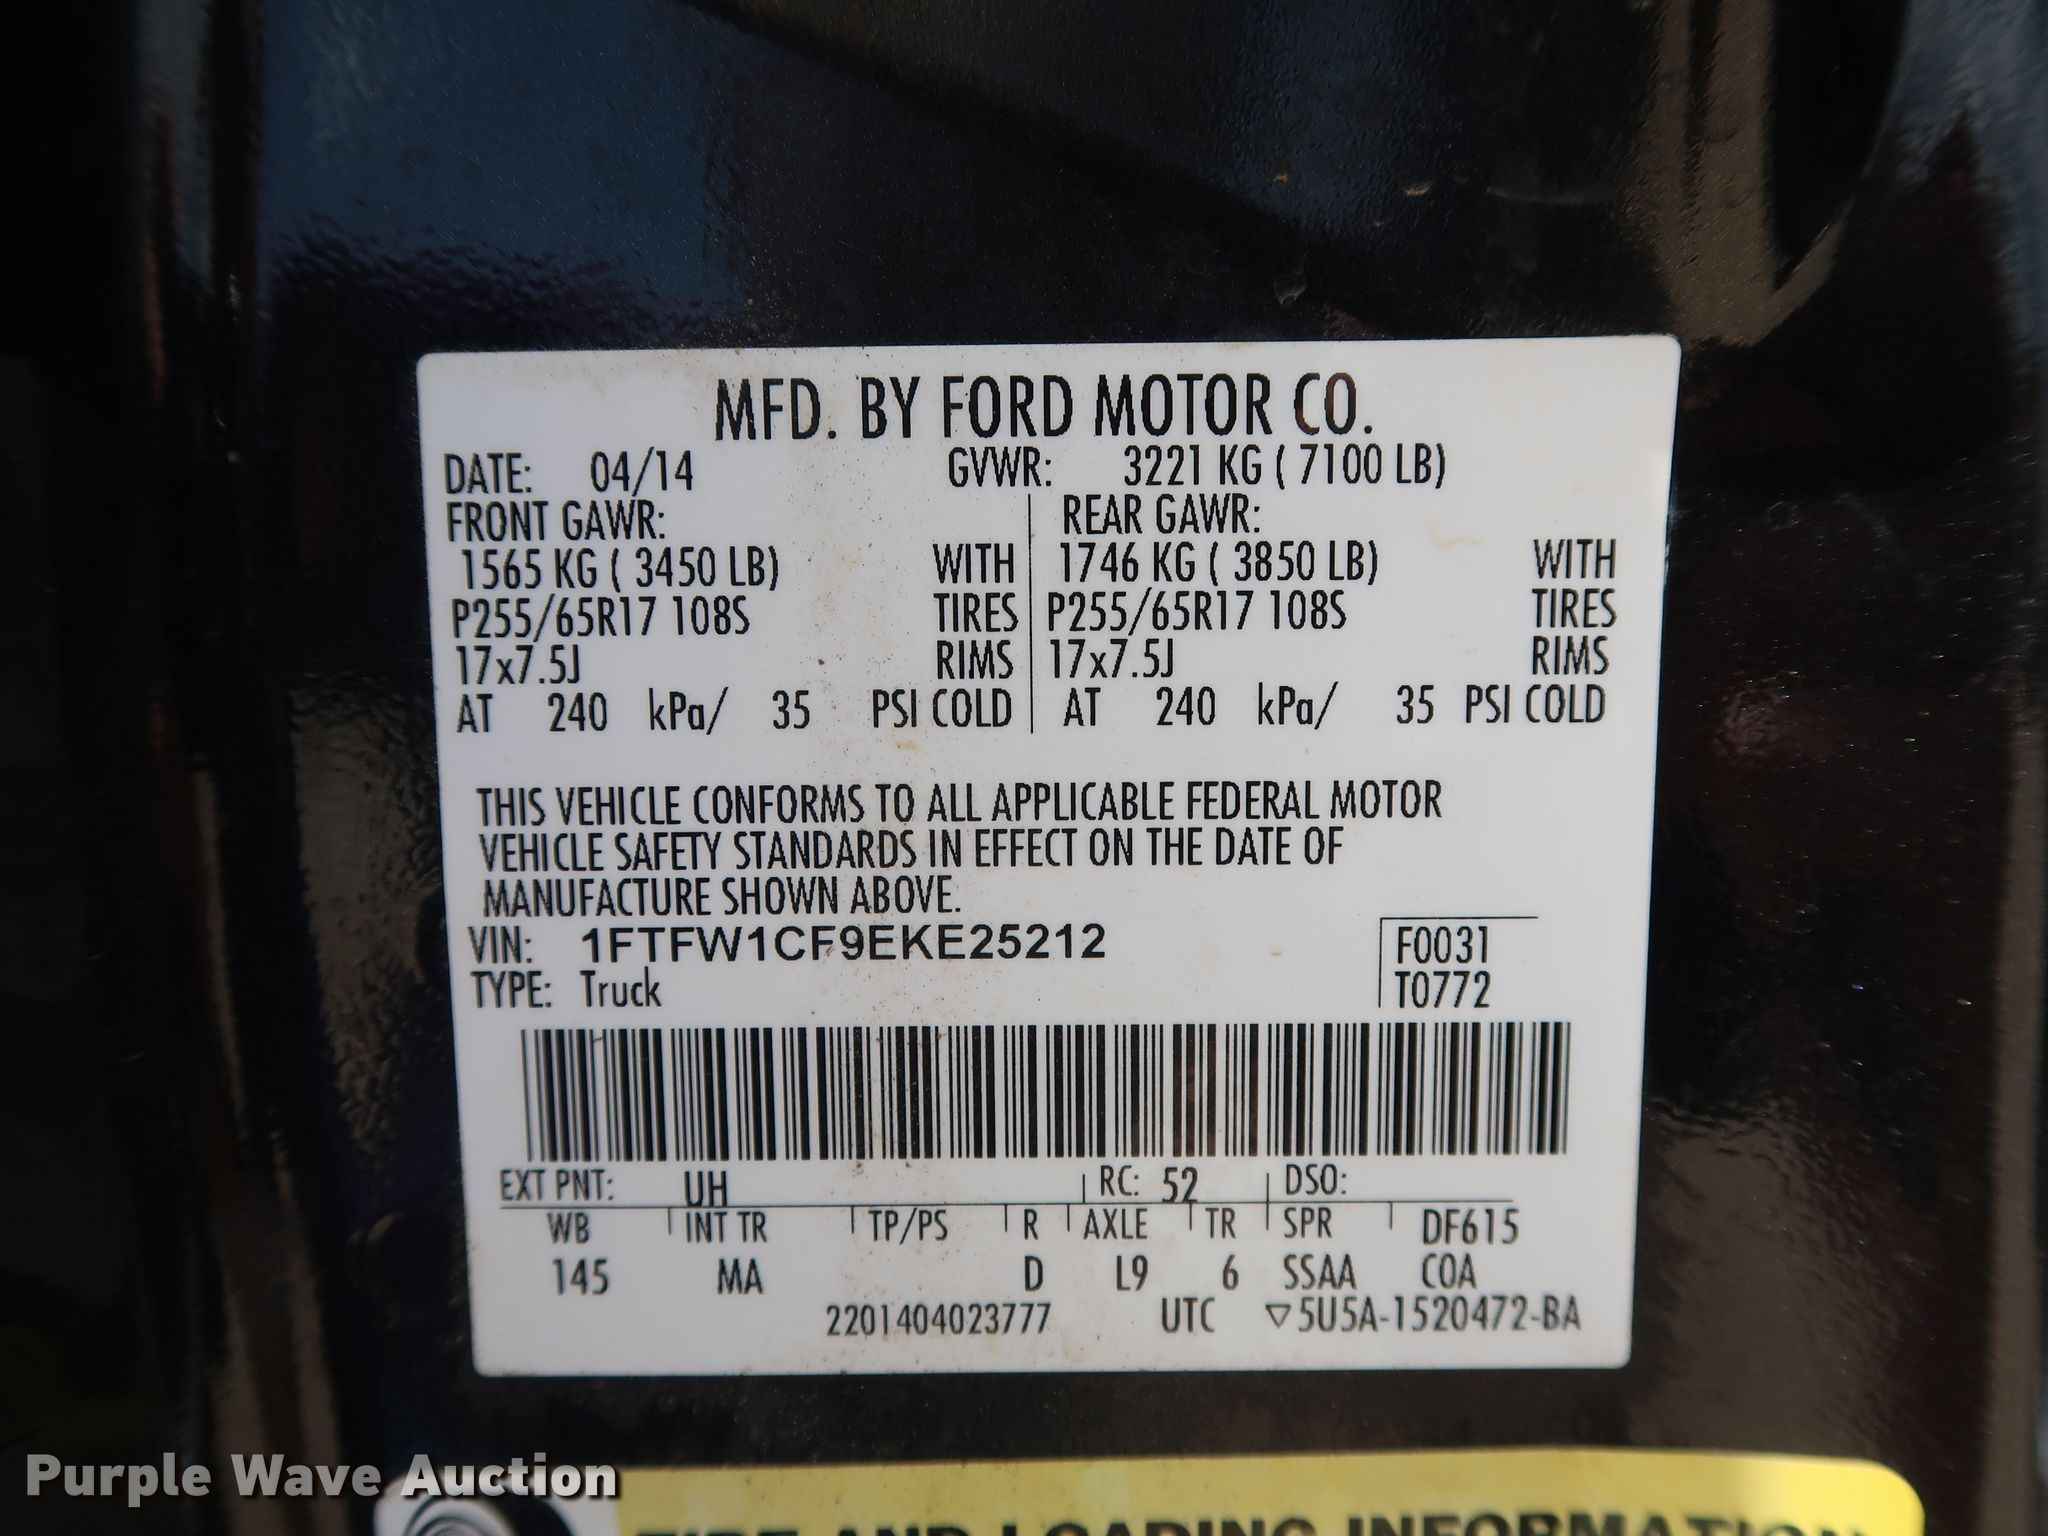 MFD. BY FORD MOTOR CO.
DATE: 04/14 GVWR: 3221 KG ( 7100 LB)
FRONT GAWR: REAR GAWR:
1565 KG ( 3450 LB) WITH 1746 KG ( 3850 LB) WITH
P255/65R17 108S TIRES P255/65R17 108S TIRES
17x7.5J RIMS 17x7.5J RIMS
AT 240 kPa/ 35 PSI COLD AT 240 kPa/ 35 PSI COLD
THIS VEHICLE CONFORMS TO ALL APPLICABLE FEDERAL MOTOR
VEHICLE SAFETY STANDARDS IN EFFECT ON THE DATE OF
MANUFACTURE SHOWN ABOVE.
VIN: 1FTFW1CF9EKE25212 F0031
TYPE: Truck T0772
EXT PNT: UH RC: 52 DSO:
WB INT TR TP/PS R AXLE TR SPR DF615
145 MA D L9 6 SSAA COA
2201404023777 UTC ▽5U5A-1520472-BA
Purple Wave Auction
TIRE AND LOADING INFORMATION